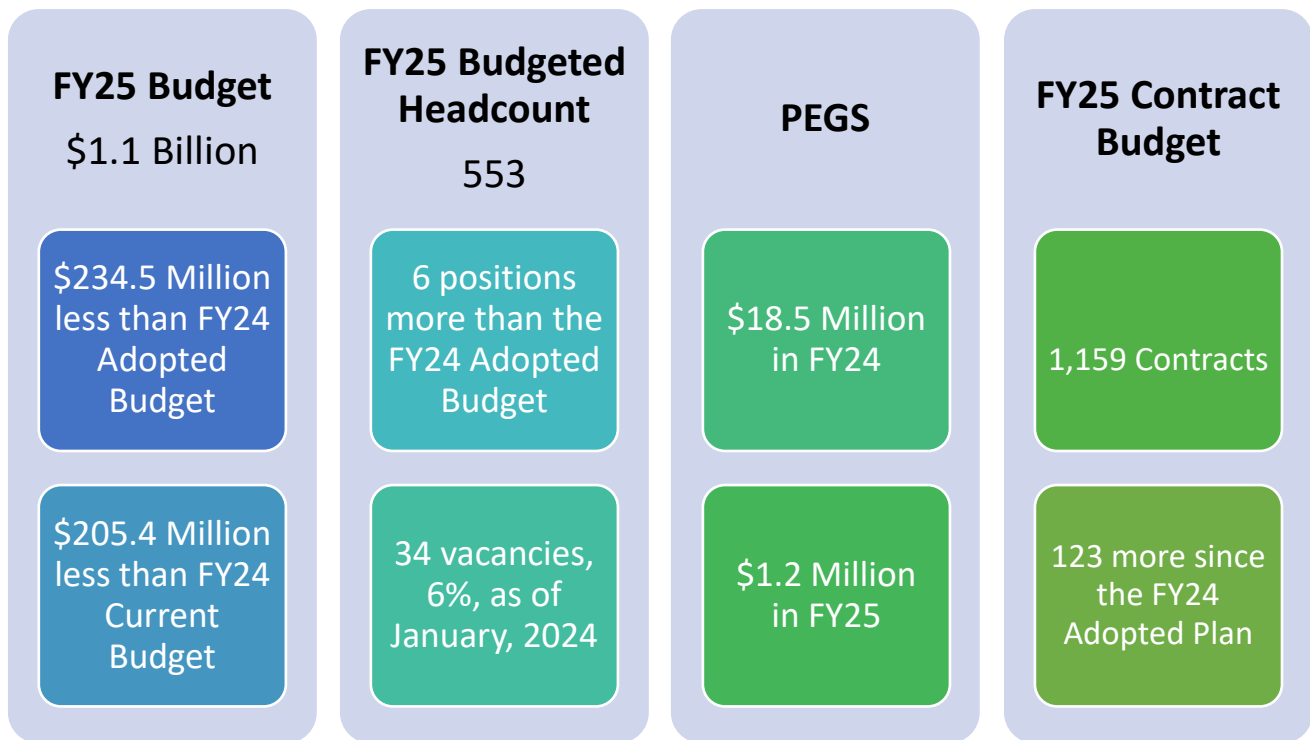 FY25 Budget
$1.1 Billion
$234.5 Million
less than FY24
Adopted
Budget
$205.4 Million
less than FY24
Current
Budget
FY25 Budgeted
Headcount
553
6 positions
more than the
FY24 Adopted
Budget
34 vacancies,
6%, as of
January, 2024
PEGS
$18.5 Million
in FY24
$1.2 Million
in FY25
FY25 Contract
Budget
1,159 Contracts
123 more since
the FY24
Adopted Plan